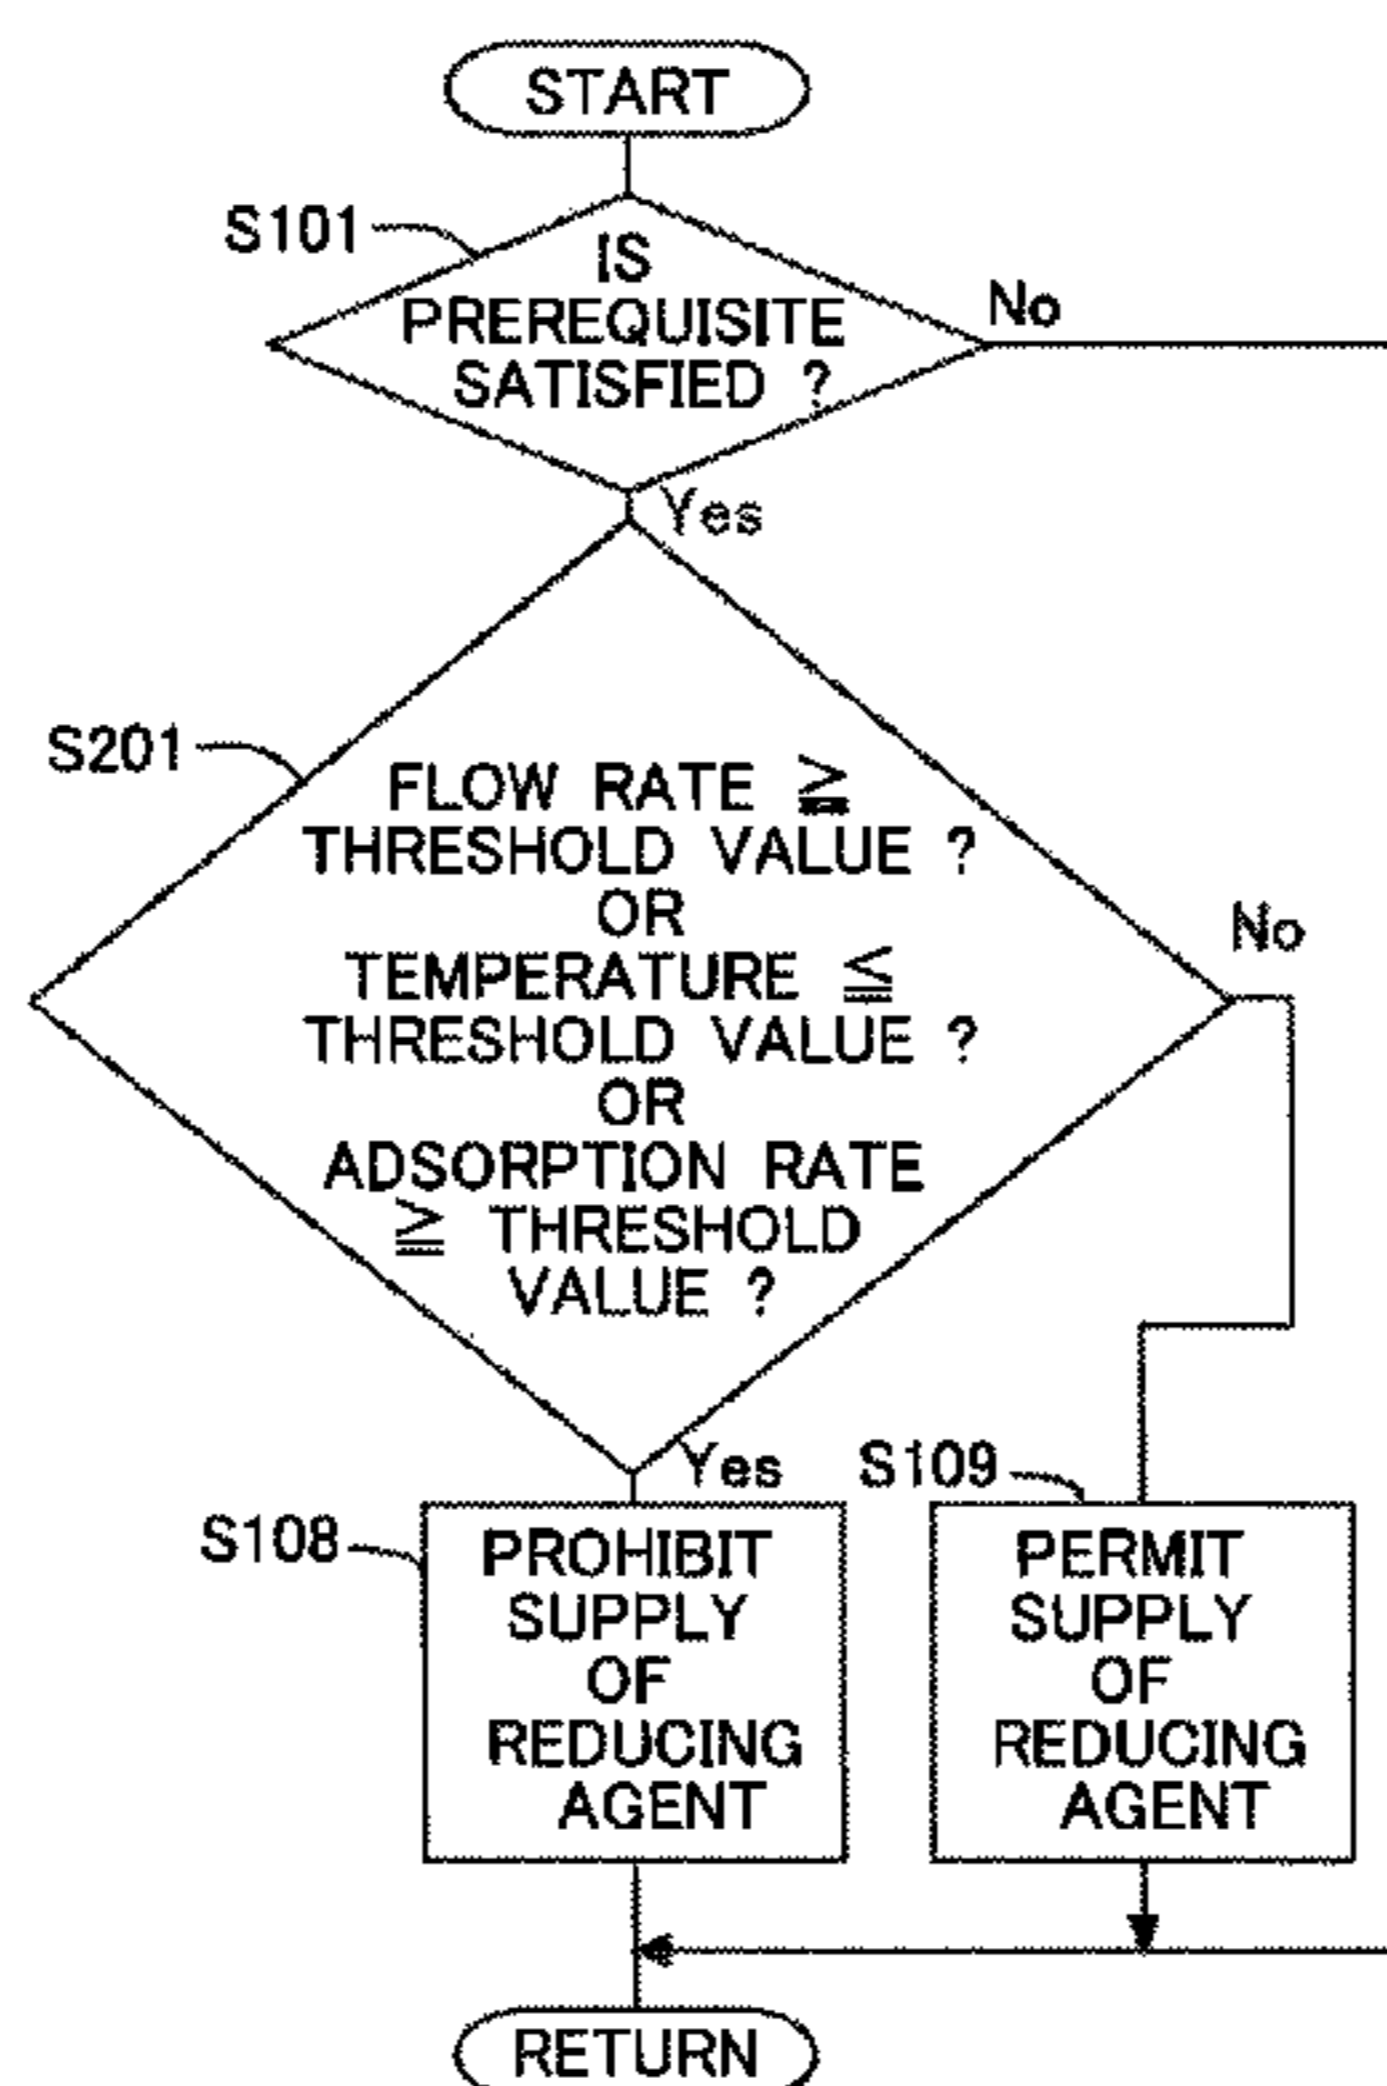 START
S101
IS
PREREQUISITE
SATISFIED ?
No
Yes
S201
FLOW RATE ≧
THRESHOLD VALUE ?
OR
TEMPERATURE ≦
THRESHOLD VALUE ?
OR
ADSORPTION RATE
≧ THRESHOLD
VALUE ?
No
Yes
S108
PROHIBIT
SUPPLY
OF
REDUCING
AGENT
S109
PERMIT
SUPPLY
OF
REDUCING
AGENT
RETURN